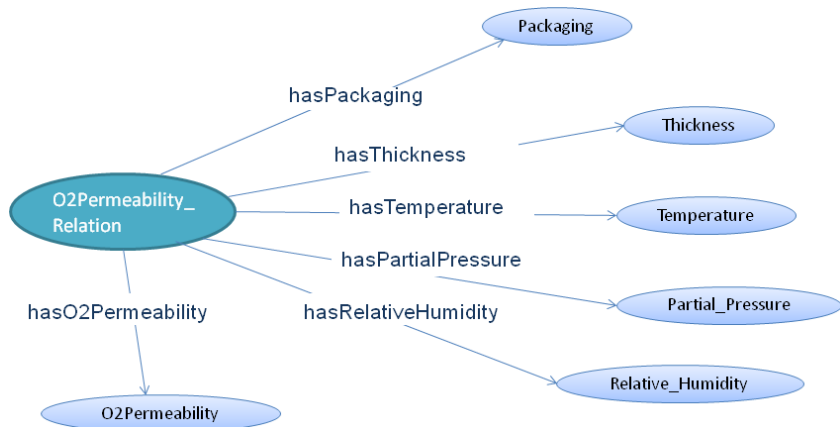 Packaging
hasPackaging
Thickness
hasThickness
O2Permeability_
Relation
hasTemperature
Temperature
hasPartialPressure
Partial_Pressure
hasO2Permeability
hasRelativeHumidity
Relative_Humidity
O2Permeability